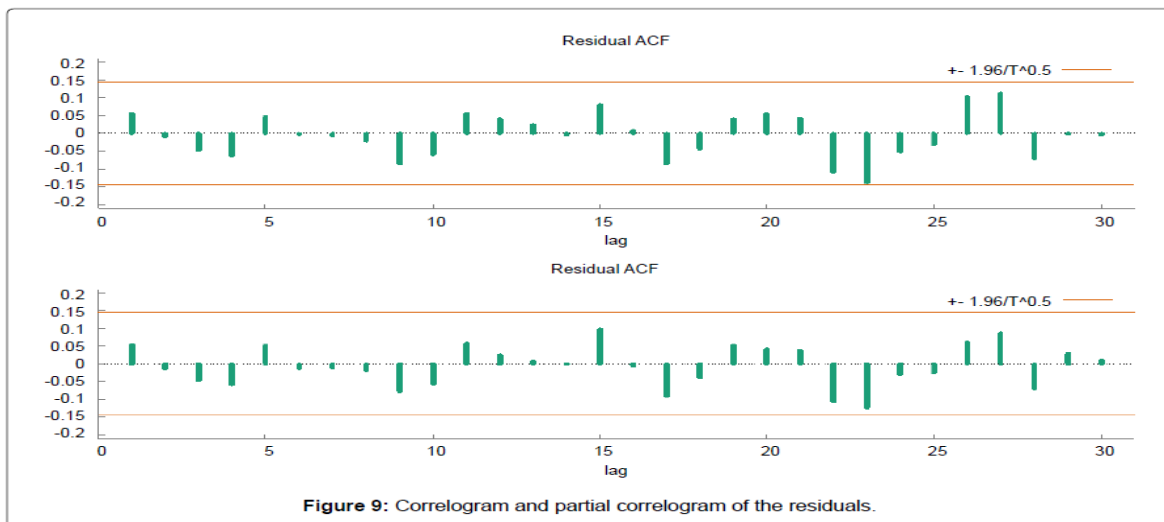 Residual ACF
+- 1.96/T^0.5
0.2
0.15
0.1
0.05
0
-0.05
-0.1
-0.15
-0.2
0 5 10 15 20 25 30
lag
Residual ACF
+- 1.96/T^0.5
0.2
0.15
0.1
0.05
0
-0.05
-0.1
-0.15
-0.2
0 5 10 15 20 25 30
lag
Figure 9: Correlogram and partial correlogram of the residuals.